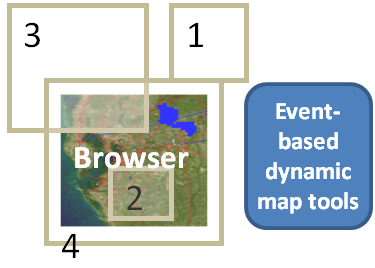 3
1
Browser
2
4
Event-
based
dynamic
map tools